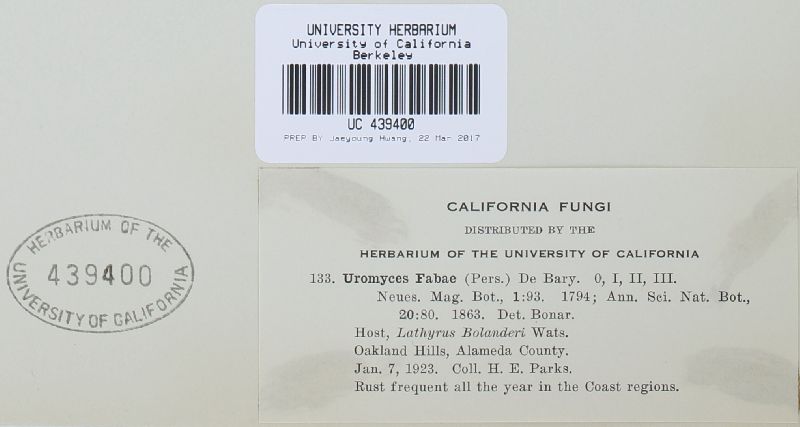 UNIVERSITY HERBARIUM
University of California
Berkeley
UC 439400
PREP BY Jaeyoung Hwang, 22 Mar 2017
HERBARIUM OF THE
439400
UNIVERSITY OF CALIFORNIA
CALIFORNIA FUNGI
DISTRIBUTED BY THE
HERBARIUM OF THE UNIVERSITY OF CALIFORNIA
133. Uromyces Fabae (Pers.) De Bary. 0, I, II, III.
Neues. Mag. Bot., 1:93. 1794; Ann. Sci. Nat. Bot.,
20:80. 1863. Det. Bonar.
Host, Lathyrus Bolanderi Wats.
Oakland Hills, Alameda County.
Jan. 7, 1923. Coll. H. E. Parks.
Rust frequent all the year in the Coast regions.